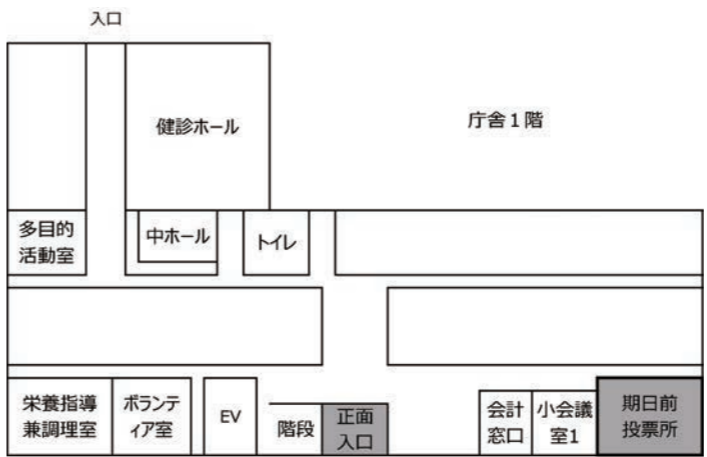 入口
健診ホール
庁舎１階
多目的
活動室
中ホール
トイレ
栄養指導
兼調理室
ボランテ
ィア室
EV
階段
正面
入口
会計
窓口
小会議
室1
期日前
投票所